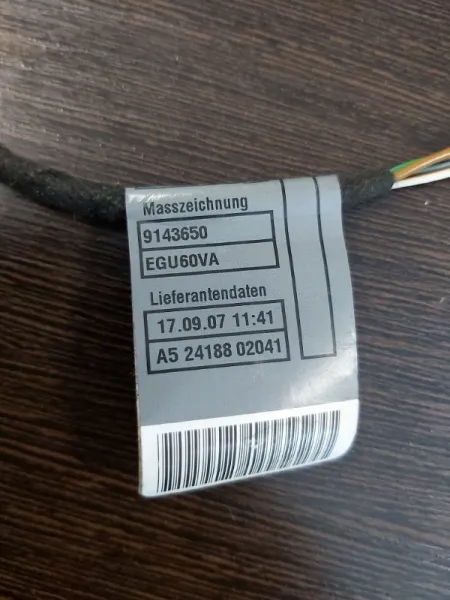 Masszeichnung
9143650
EGU60VA
Lieferantendaten
17.09.07 11:41
A5 24188 02041